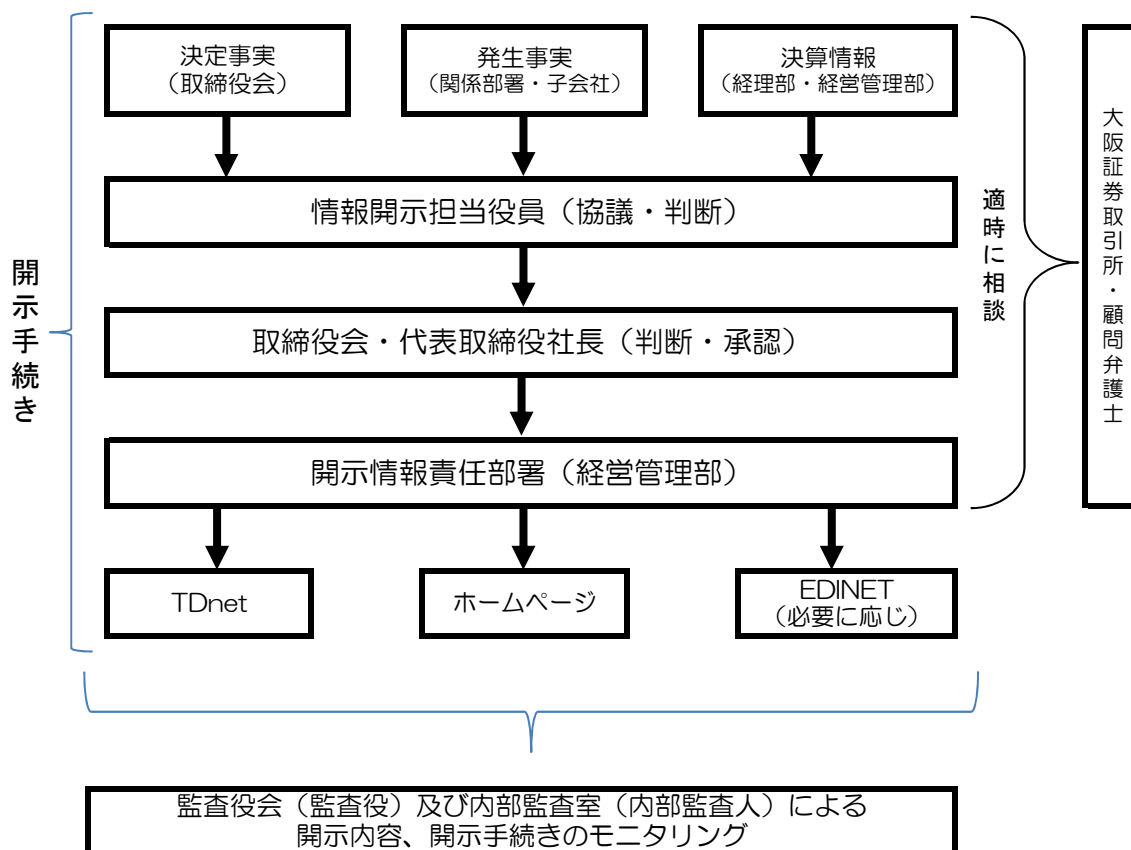 決定事実
（取締役会）
発生事実
（関係部署・子会社）
決算情報
（経理部・経営管理部）
情報開示担当役員（協議・判断）
取締役会・代表取締役社長（判断・承認）
開示情報責任部署（経営管理部）
TDnet
ホームページ
EDINET
（必要に応じ）
開示手続き
適時に相談
大阪証券取引所・顧問弁護士
監査役会（監査役）及び内部監査室（内部監査人）による
開示内容、開示手続きのモニタリング